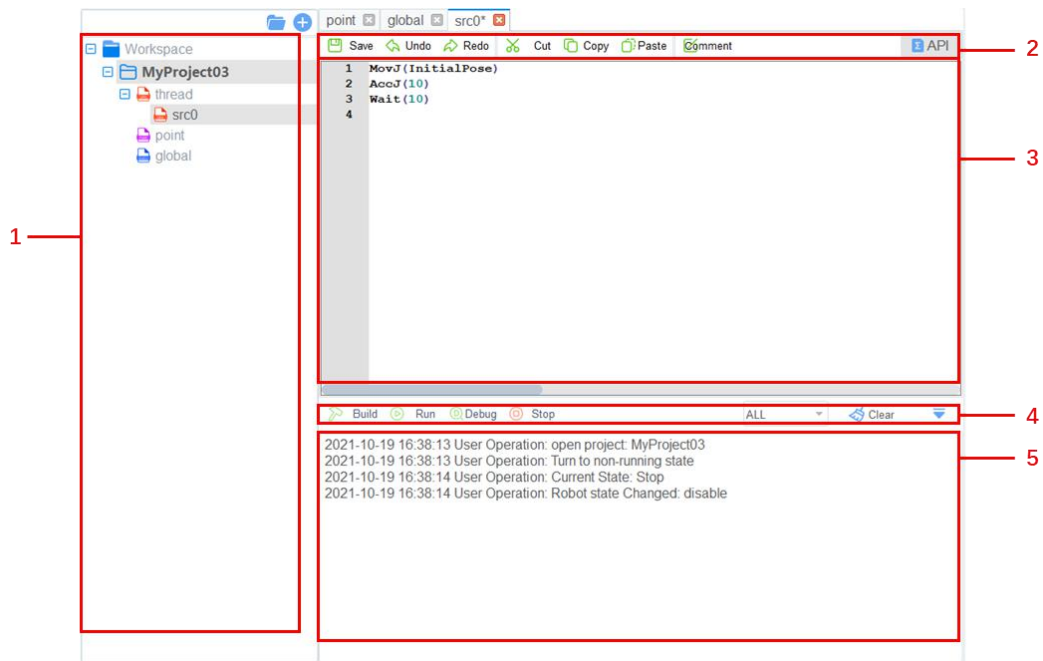 point global src0*
Workspace
MyProject03
thread
src0
point
global
1
Save Undo Redo Cut Copy Paste Comment API
2
1 MovJ(InitialPose)
2 AccJ(10)
3 Wait(10)
4
3
Build Run Debug Stop ALL Clear
4
2021-10-19 16:38:13 User Operation: open project: MyProject03
2021-10-19 16:38:13 User Operation: Turn to non-running state
2021-10-19 16:38:14 User Operation: Current State: Stop
2021-10-19 16:38:14 User Operation: Robot state Changed: disable
5